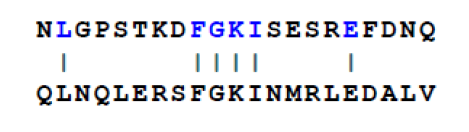 NLGPSTKDFGKISESREFDNQ
| |||| |
QLNQLERSFGKINMRLEDALV